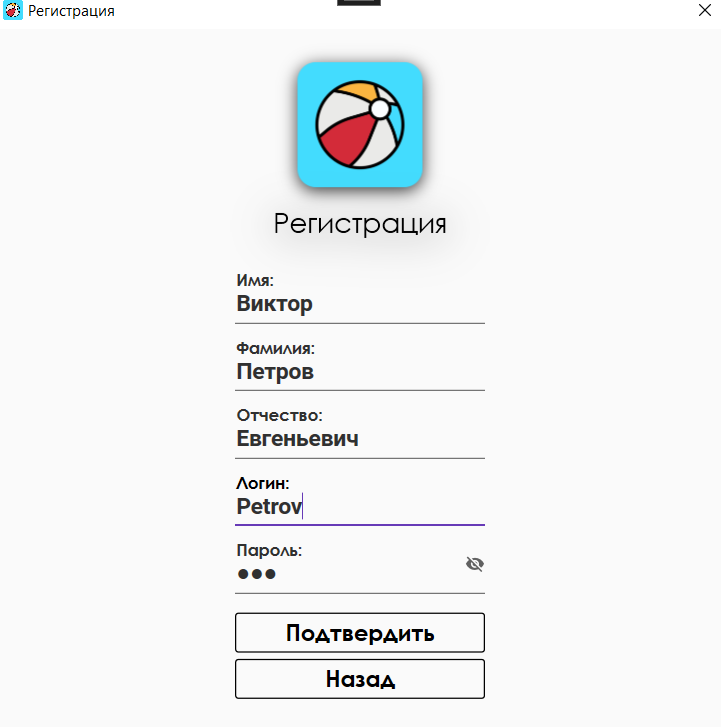 Регистрация
Регистрация
Имя:
Виктор
Фамилия:
Петров
Отчество:
Евгеньевич
Логин:
Petrov
Пароль:
●●●
Подтвердить
Назад